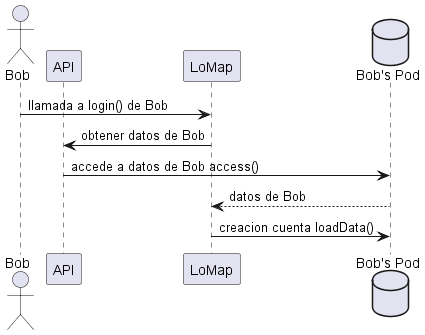 Bob
API
LoMap
Bob's Pod
llamada a login() de Bob
obtener datos de Bob
accede a datos de Bob access()
datos de Bob
creacion cuenta loadData()
Bob
API
LoMap
Bob's Pod